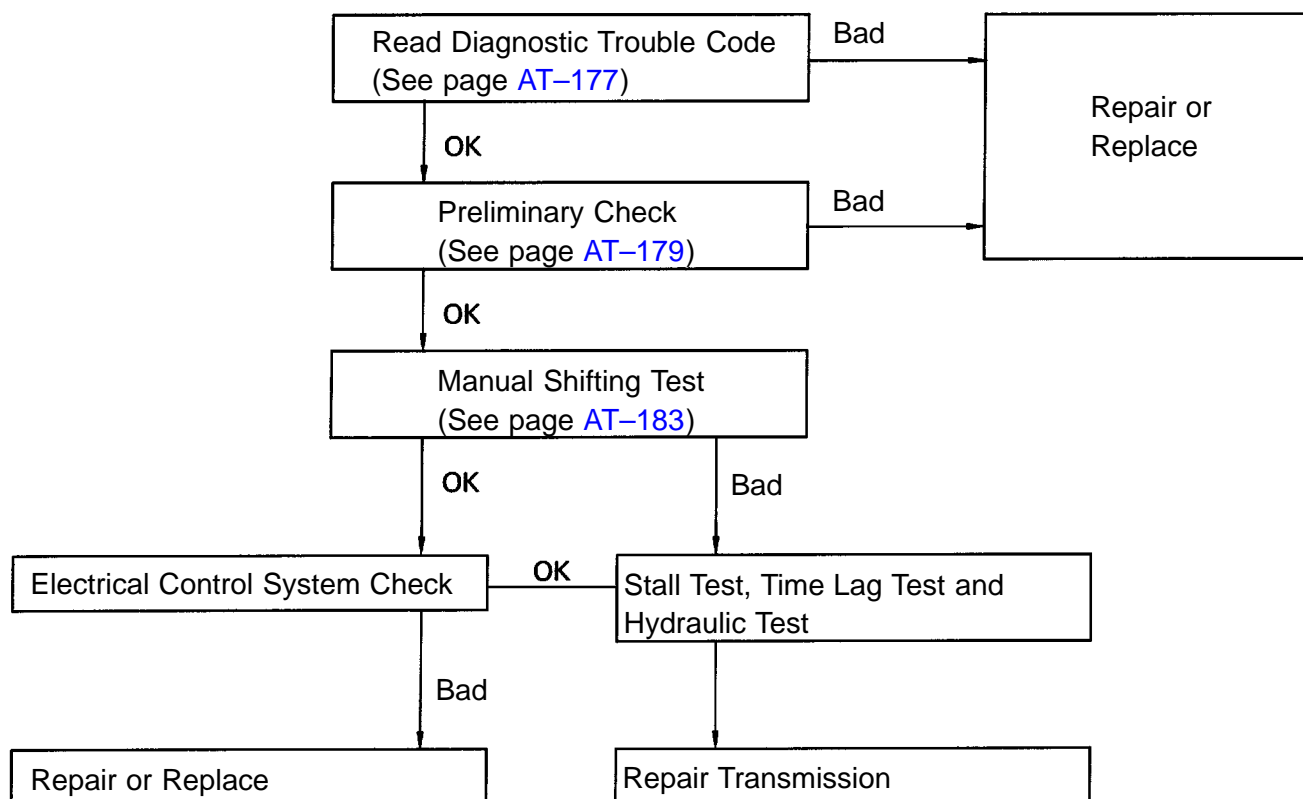 Read Diagnostic Trouble Code
(See page AT–177)
Bad
Repair or
Replace
OK
Preliminary Check
(See page AT–179)
Bad
OK
Manual Shifting Test
(See page AT–183)
OK
Bad
Electrical Control System Check
OK
Stall Test, Time Lag Test and
Hydraulic Test
Bad
Repair or Replace
Repair Transmission